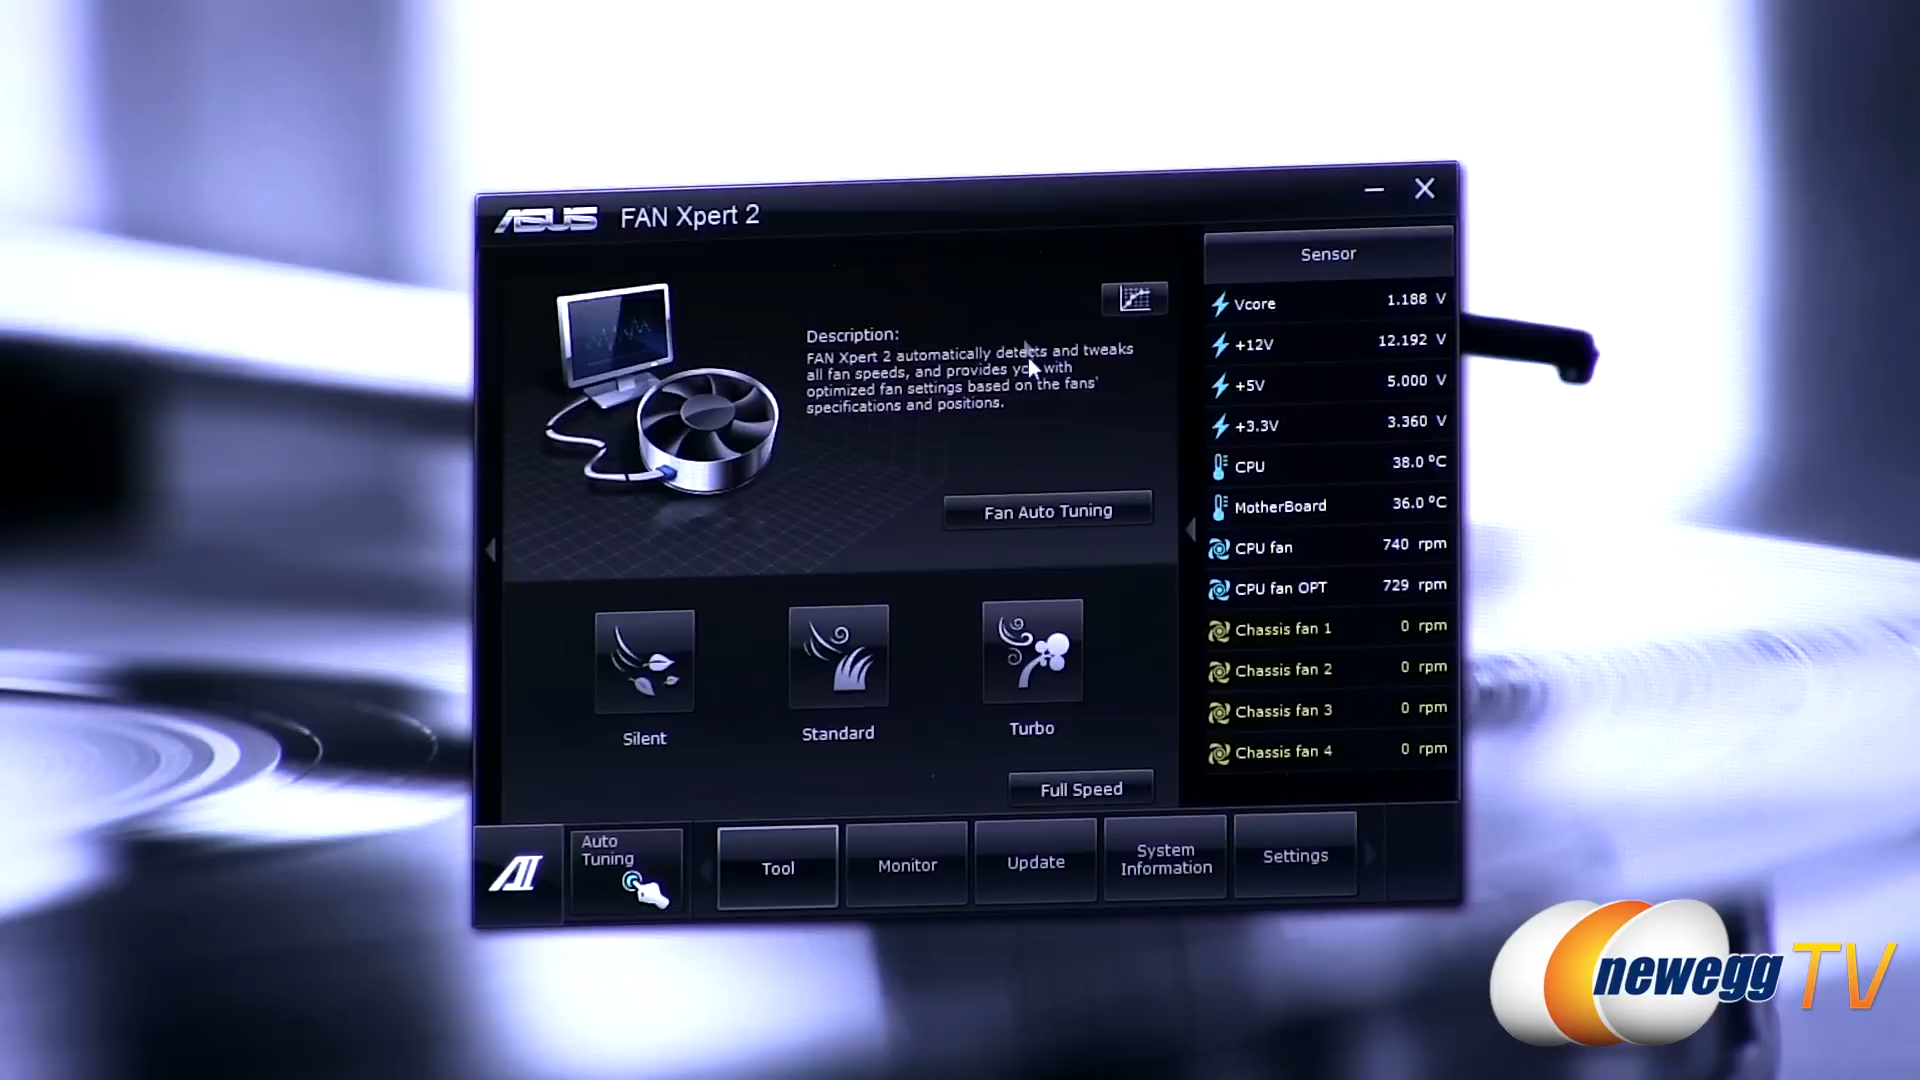 ASUS FAN Xpert 2
Description:
FAN Xpert 2 automatically detects and tweaks
all fan speeds, and provides you with
optimized fan settings based on the fans'
specifications and positions.
Fan Auto Tuning
Silent
Standard
Turbo
Full Speed
Sensor
Vcore 1.188 V
+12V 12.192 V
+5V 5.000 V
+3.3V 3.360 V
CPU 38.0 ºC
MotherBoard 36.0 ºC
CPU fan 740 rpm
CPU fan OPT 729 rpm
Chassis fan 1 0 rpm
Chassis fan 2 0 rpm
Chassis fan 3 0 rpm
Chassis fan 4 0 rpm
AI
Auto
Tuning
Tool
Monitor
Update
System
Information
Settings
newegg TV